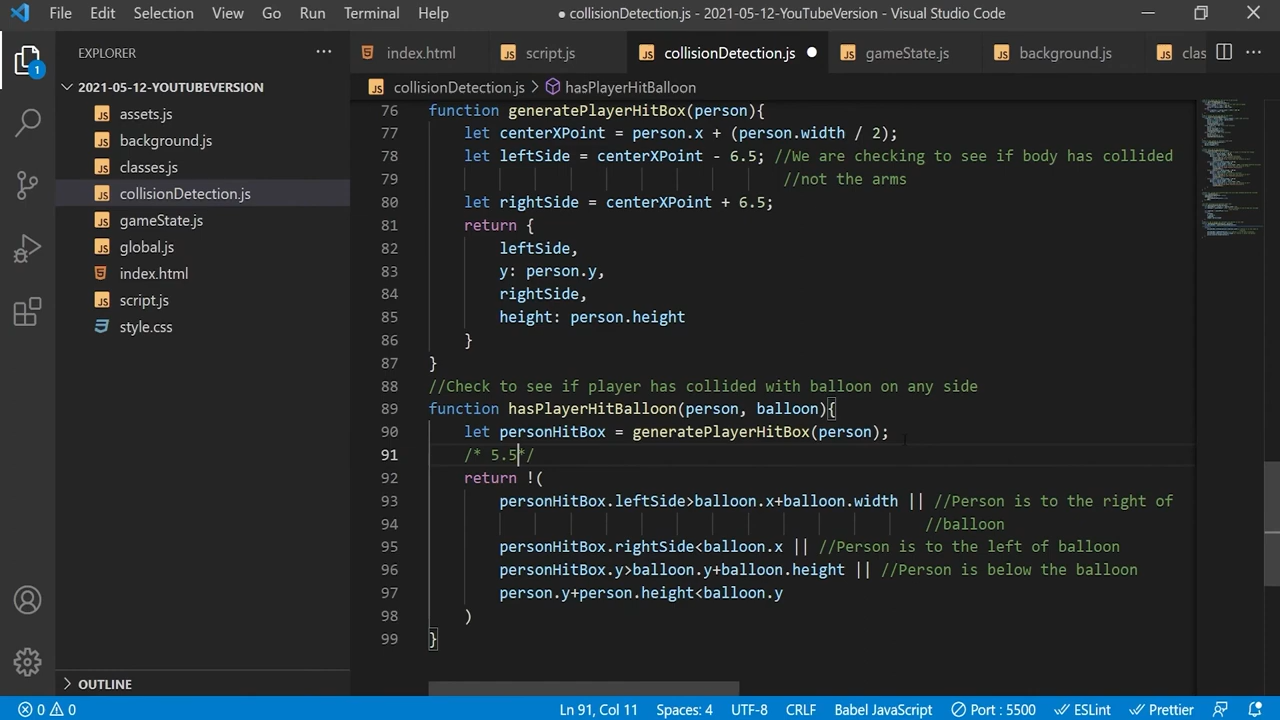 File Edit Selection View Go Run Terminal Help
● collisionDetection.js - 2021-05-12-YouTubeVersion - Visual Studio Code
EXPLORER
1
2021-05-12-YOUTUBEVERSION
assets.js
background.js
classes.js
collisionDetection.js
gameState.js
global.js
index.html
script.js
style.css
OUTLINE
index.html script.js collisionDetection.js ● gameState.js background.js clas
collisionDetection.js > hasPlayerHitBalloon
76 function generatePlayerHitBox(person){
77 let centerXPoint = person.x + (person.width / 2);
78 let leftSide = centerXPoint - 6.5; //We are checking to see if body has collided
79 //not the arms
80 let rightSide = centerXPoint + 6.5;
81 return {
82 leftSide,
83 y: person.y,
84 rightSide,
85 height: person.height
86 }
87 }
88 //Check to see if player has collided with balloon on any side
89 function hasPlayerHitBalloon(person, balloon){
90 let personHitBox = generatePlayerHitBox(person);
91 /* 5.5*/
92 return !(
93 personHitBox.leftSide>balloon.x+balloon.width || //Person is to the right of
94 //balloon
95 personHitBox.rightSide<balloon.x || //Person is to the left of balloon
96 personHitBox.y>balloon.y+balloon.height || //Person is below the balloon
97 person.y+person.height<balloon.y
98 )
99 }
0 0 Ln 91, Col 11 Spaces: 4 UTF-8 CRLF Babel JavaScript Port : 5500 ESLint Prettier